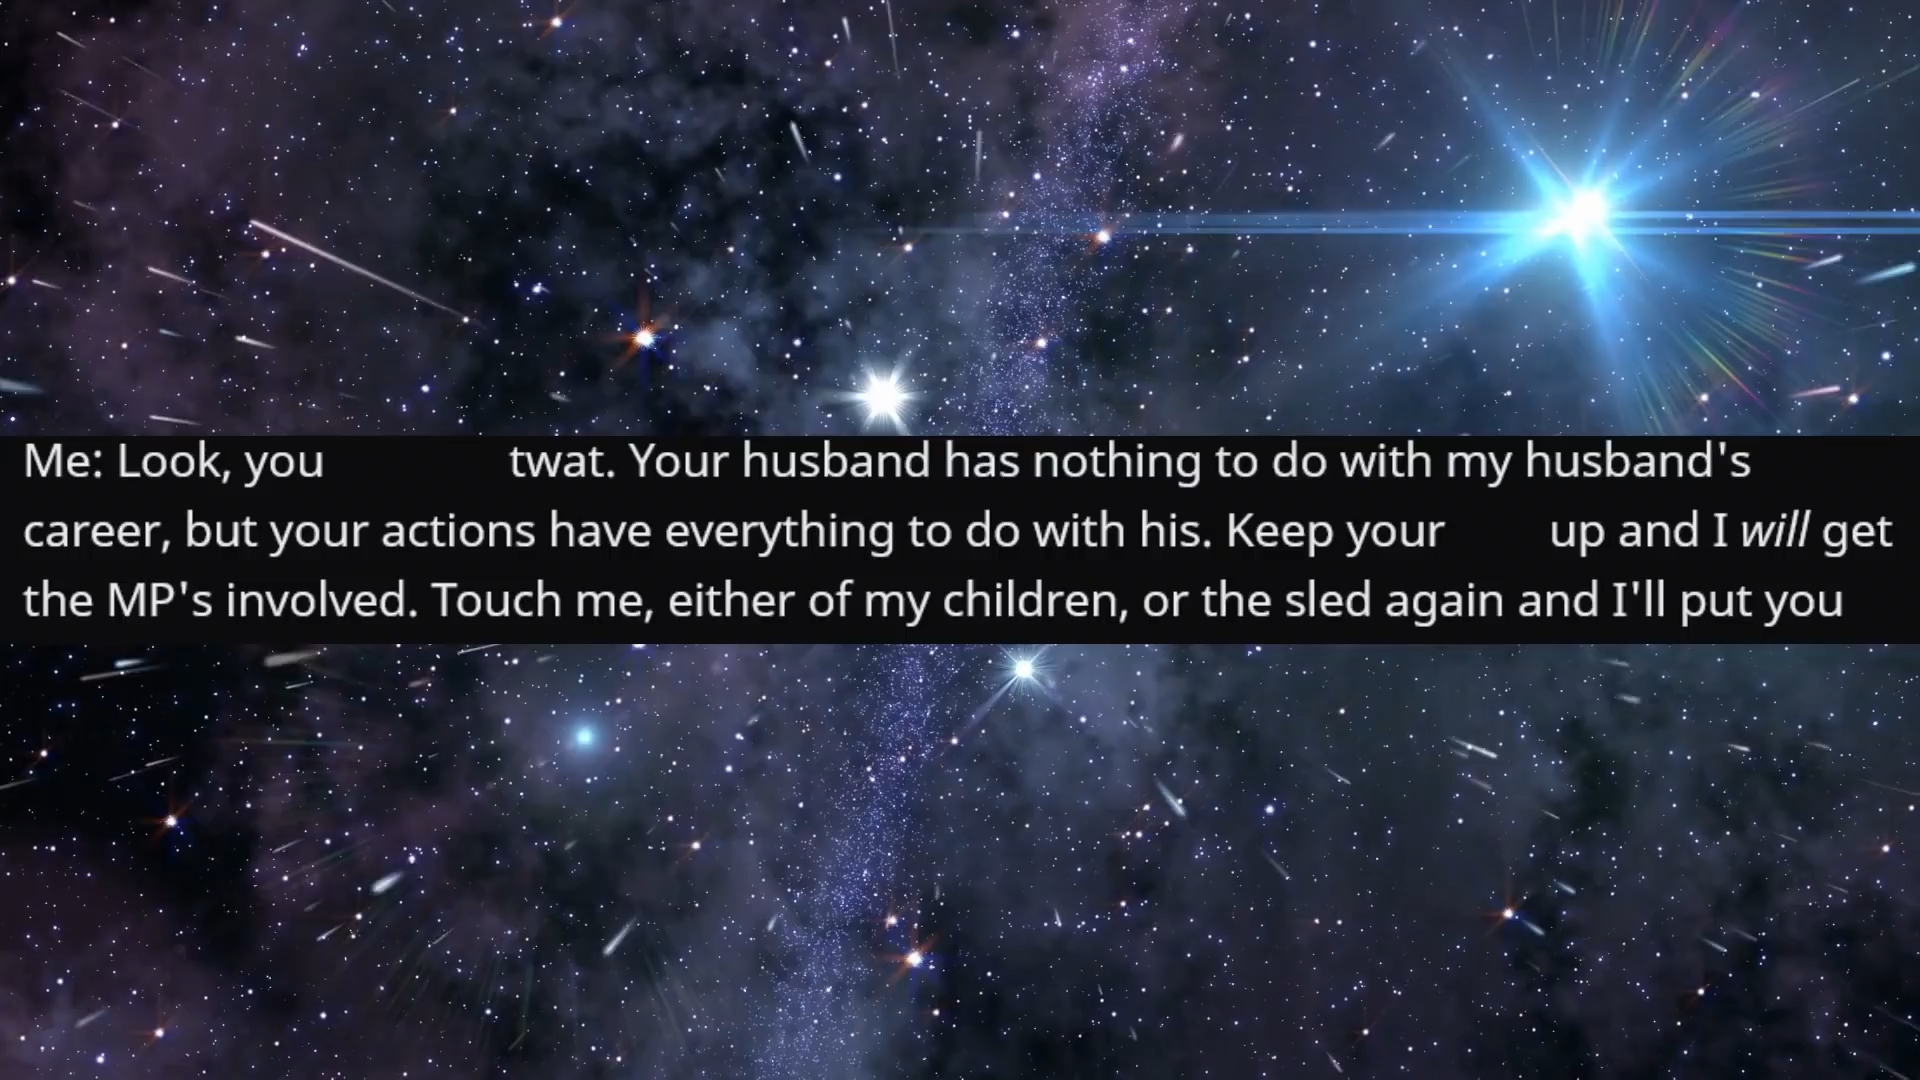 Me: Look, you twat. Your husband has nothing to do with my husband's
career, but your actions have everything to do with his. Keep your up and I will get
the MP's involved. Touch me, either of my children, or the sled again and I'll put you